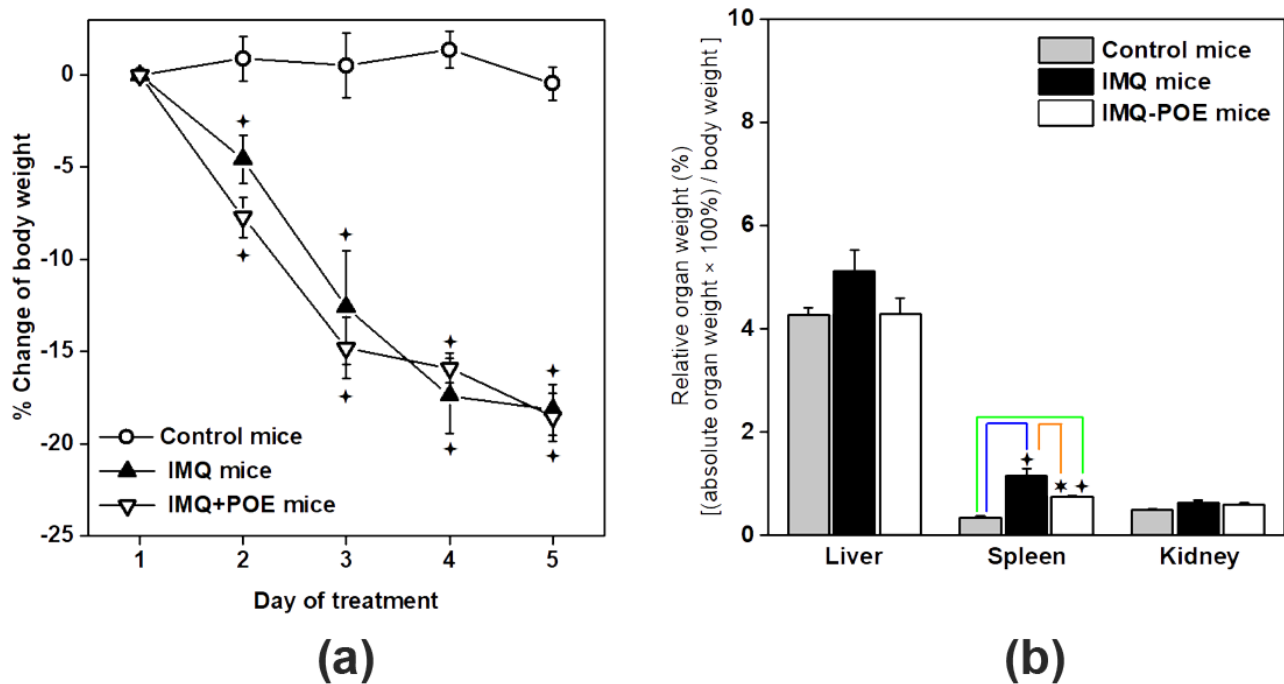 % Change of body weight
0
-5
-10
-15
-20
-25
Control mice
IMQ mice
IMQ+POE mice
1 2 3 4 5
Day of treatment
(a)
Relative organ weight (%)
[(absolute organ weight × 100%) / body weight ]
10
8
6
4
2
0
Control mice
IMQ mice
IMQ-POE mice
Liver Spleen Kidney
(b)